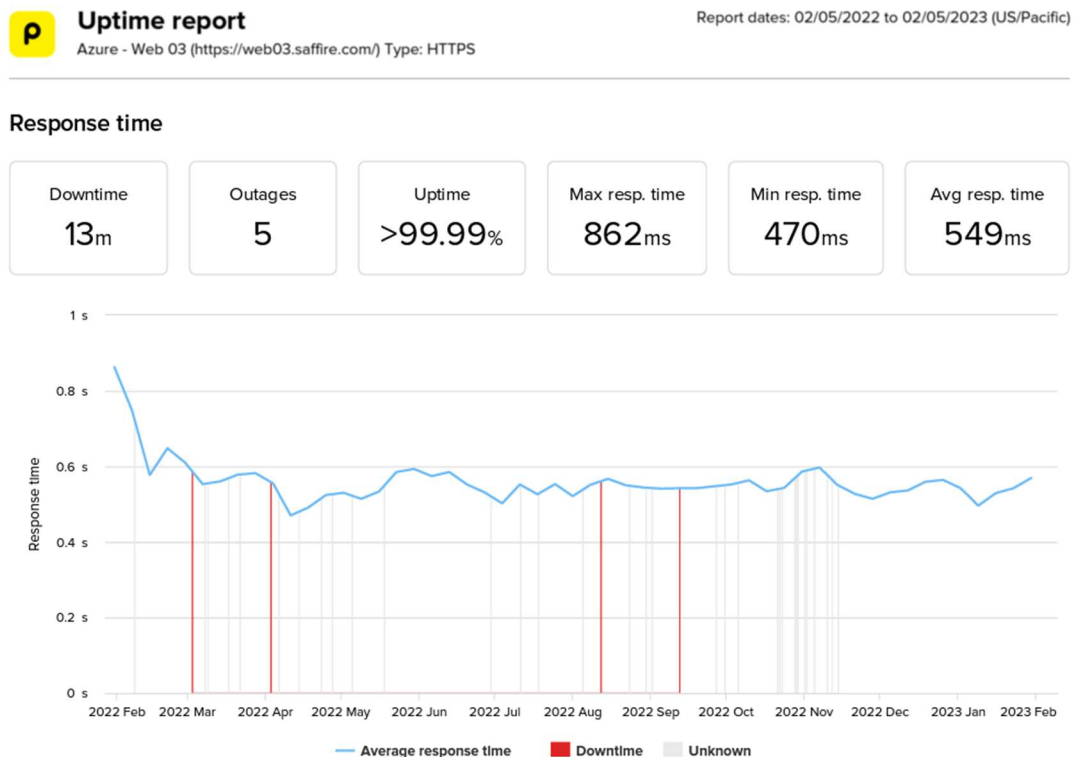 Uptime report
Report dates: 02/05/2022 to 02/05/2023 (US/Pacific)
Azure - Web 03 (https://web03.saffire.com/) Type: HTTPS
Response time
Downtime
13m
Outages
5
Uptime
>99.99%
Max resp. time
862ms
Min resp. time
470ms
Avg resp. time
549ms
Response time
1 s
0.8 s
0.6 s
0.4 s
0.2 s
0 s
2022 Feb 2022 Mar 2022 Apr 2022 May 2022 Jun 2022 Jul 2022 Aug 2022 Sep 2022 Oct 2022 Nov 2022 Dec 2023 Jan 2023 Feb
Average response time Downtime Unknown